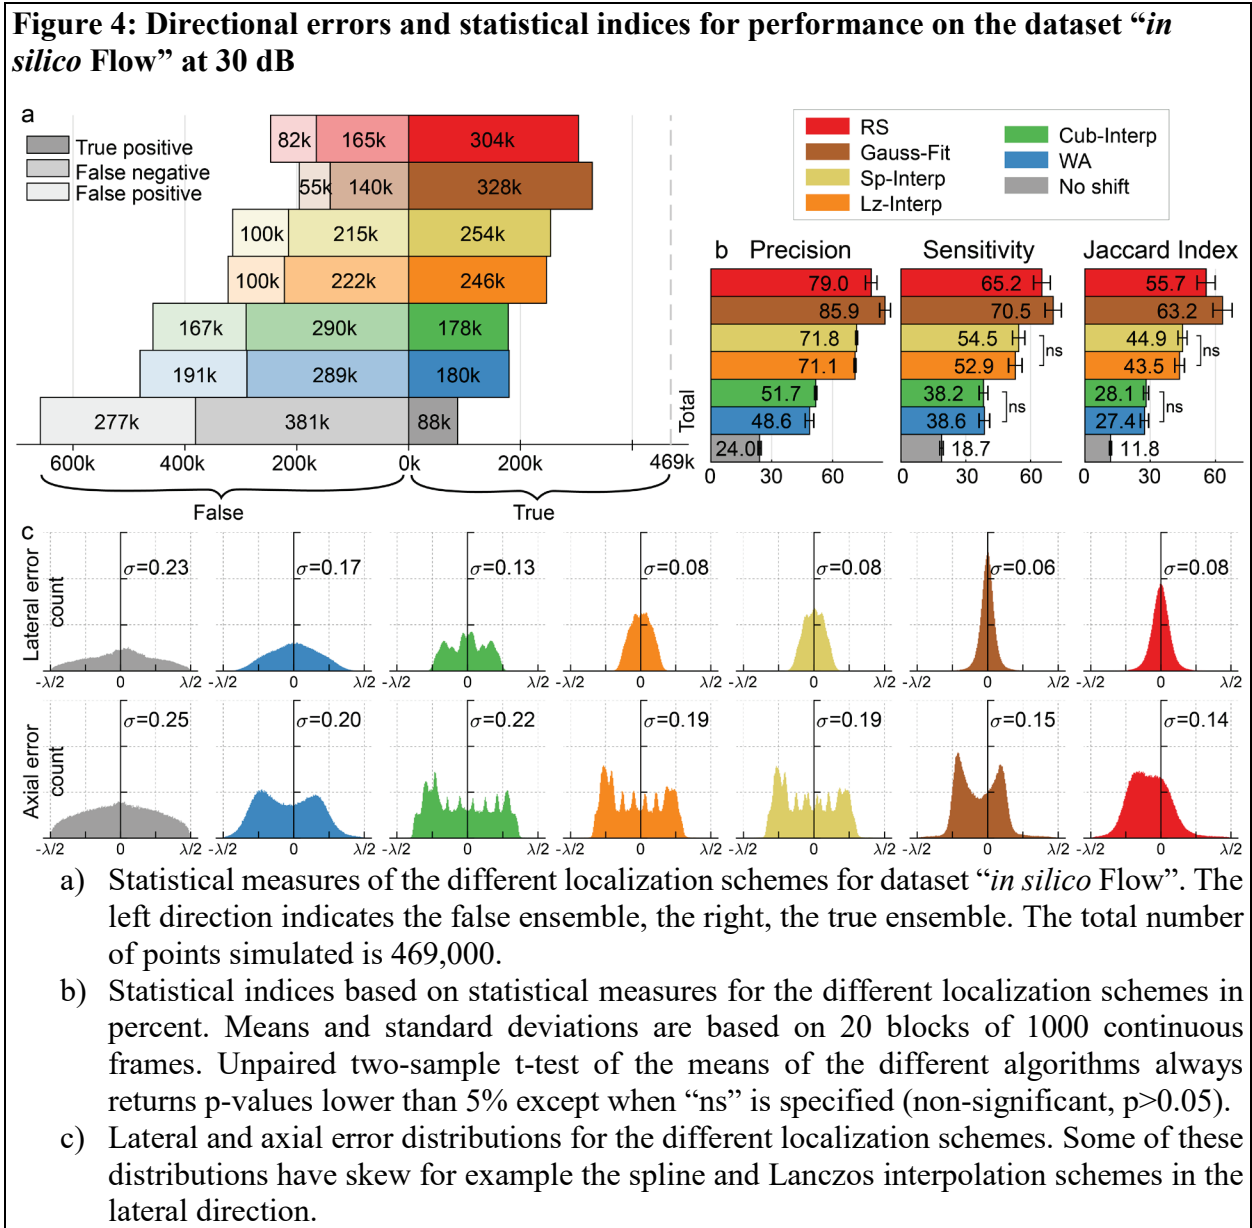 Figure 4: Directional errors and statistical indices for performance on the dataset “in
silico Flow” at 30 dB
a
True positive
False negative
False positive
82k 165k 304k
55k 140k 328k
100k 215k 254k
100k 222k 246k
167k 290k 178k
191k 289k 180k
277k 381k 88k
600k 400k 200k 0k 200k 469k
Total
False True
RS
Gauss-Fit
Sp-Interp
Lz-Interp
Cub-Interp
WA
No shift
b Precision Sensitivity Jaccard Index
79.0 65.2 55.7
85.9 70.5 63.2
71.8 54.5 44.9
ns ns
71.1 52.9 43.5
51.7 38.2 28.1
ns ns
48.6 38.6 27.4
24.0 18.7 11.8
0 30 60 0 30 60 0 30 60
c
Lateral error
count
σ=0.23 σ=0.17 σ=0.13 σ=0.08 σ=0.08 σ=0.06 σ=0.08
-λ/2 0 λ/2 -λ/2 0 λ/2 -λ/2 0 λ/2 -λ/2 0 λ/2 -λ/2 0 λ/2 -λ/2 0 λ/2 -λ/2 0 λ/2
Axial error
count
σ=0.25 σ=0.20 σ=0.22 σ=0.19 σ=0.19 σ=0.15 σ=0.14
-λ/2 0 λ/2 -λ/2 0 λ/2 -λ/2 0 λ/2 -λ/2 0 λ/2 -λ/2 0 λ/2 -λ/2 0 λ/2 -λ/2 0 λ/2
a) Statistical measures of the different localization schemes for dataset “in silico Flow”. The
left direction indicates the false ensemble, the right, the true ensemble. The total number
of points simulated is 469,000.
b) Statistical indices based on statistical measures for the different localization schemes in
percent. Means and standard deviations are based on 20 blocks of 1000 continuous
frames. Unpaired two-sample t-test of the means of the different algorithms always
returns p-values lower than 5% except when “ns” is specified (non-significant, p>0.05).
c) Lateral and axial error distributions for the different localization schemes. Some of these
distributions have skew for example the spline and Lanczos interpolation schemes in the
lateral direction.